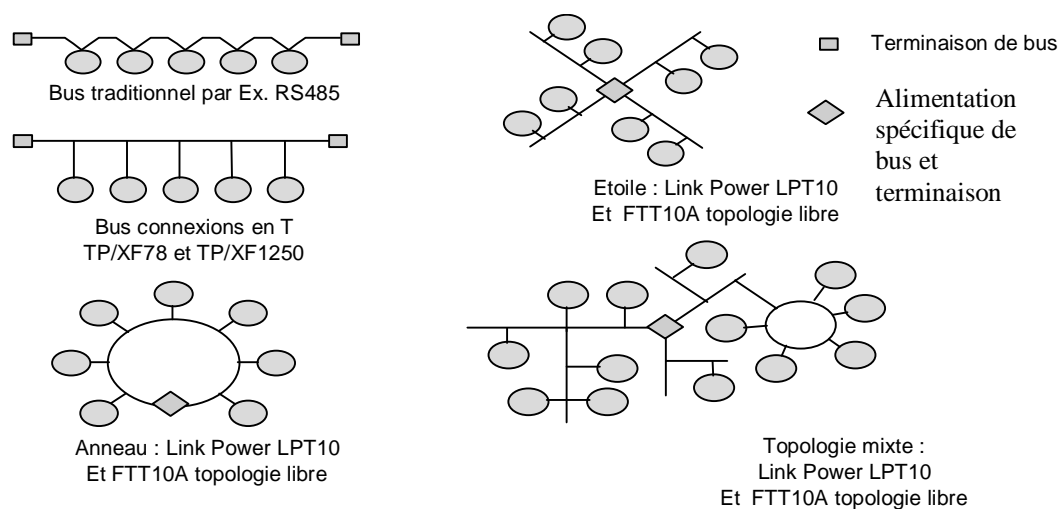 Bus traditionnel par Ex. RS485
Bus connexions en T
TP/XF78 et TP/XF1250
Anneau : Link Power LPT10
Et FTT10A topologie libre
Etoile : Link Power LPT10
Et FTT10A topologie libre
Topologie mixte :
Link Power LPT10
Et FTT10A topologie libre
Terminaison de bus
Alimentation
spécifique de
bus et
terminaison